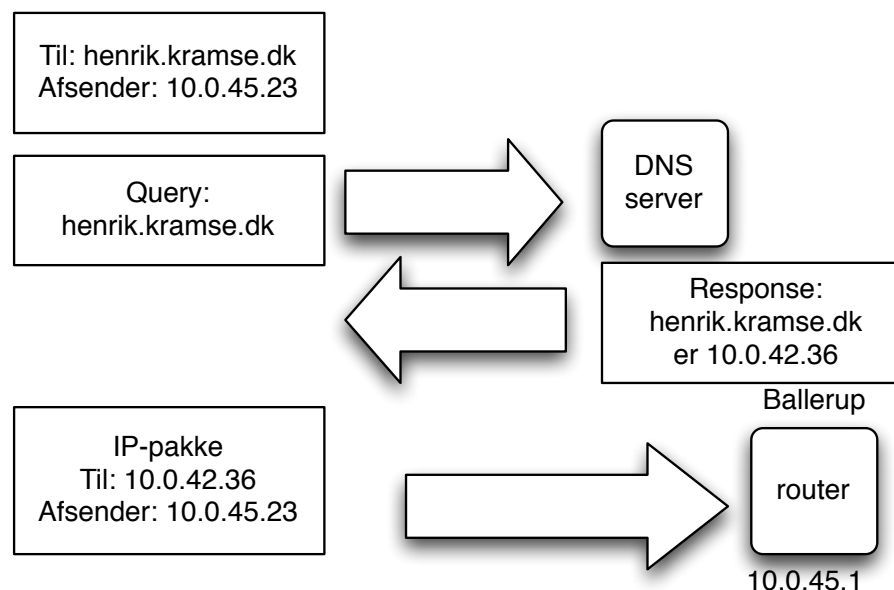 Til: henrik.kramse.dk
Afsender: 10.0.45.23
Query:
henrik.kramse.dk
DNS
server
Response:
henrik.kramse.dk
er 10.0.42.36
Ballerup
IP-pakke
Til: 10.0.42.36
Afsender: 10.0.45.23
router
10.0.45.1